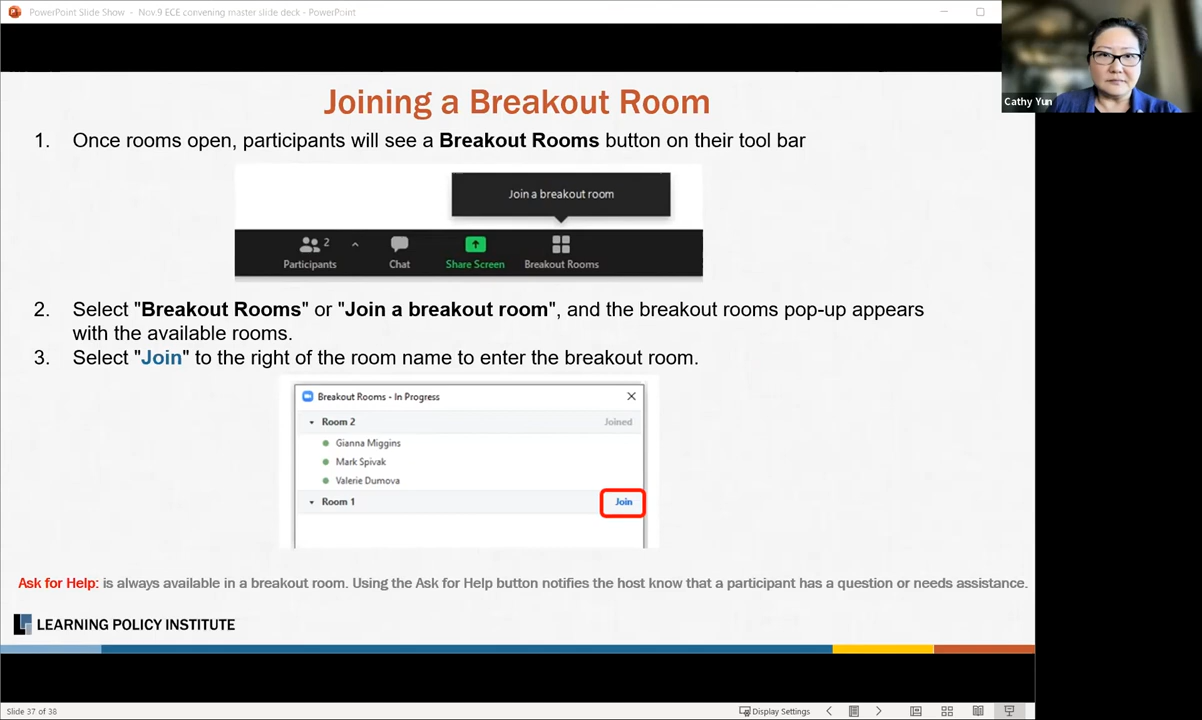 PowerPoint Slide Show - Nov.9 ECE convening master slide deck - PowerPoint
Cathy Yun
Joining a Breakout Room
1. Once rooms open, participants will see a Breakout Rooms button on their tool bar
Join a breakout room
2
Participants Chat Share Screen Breakout Rooms
2. Select "Breakout Rooms" or "Join a breakout room", and the breakout rooms pop-up appears
with the available rooms.
3. Select "Join" to the right of the room name to enter the breakout room.
Breakout Rooms - In Progress
Room 2 Joined
Gianna Miggins
Mark Spivak
Valerie Dumova
Room 1 Join
Ask for Help: is always available in a breakout room. Using the Ask for Help button notifies the host know that a participant has a question or needs assistance.
LEARNING POLICY INSTITUTE
Slide 37 of 38 Display Settings